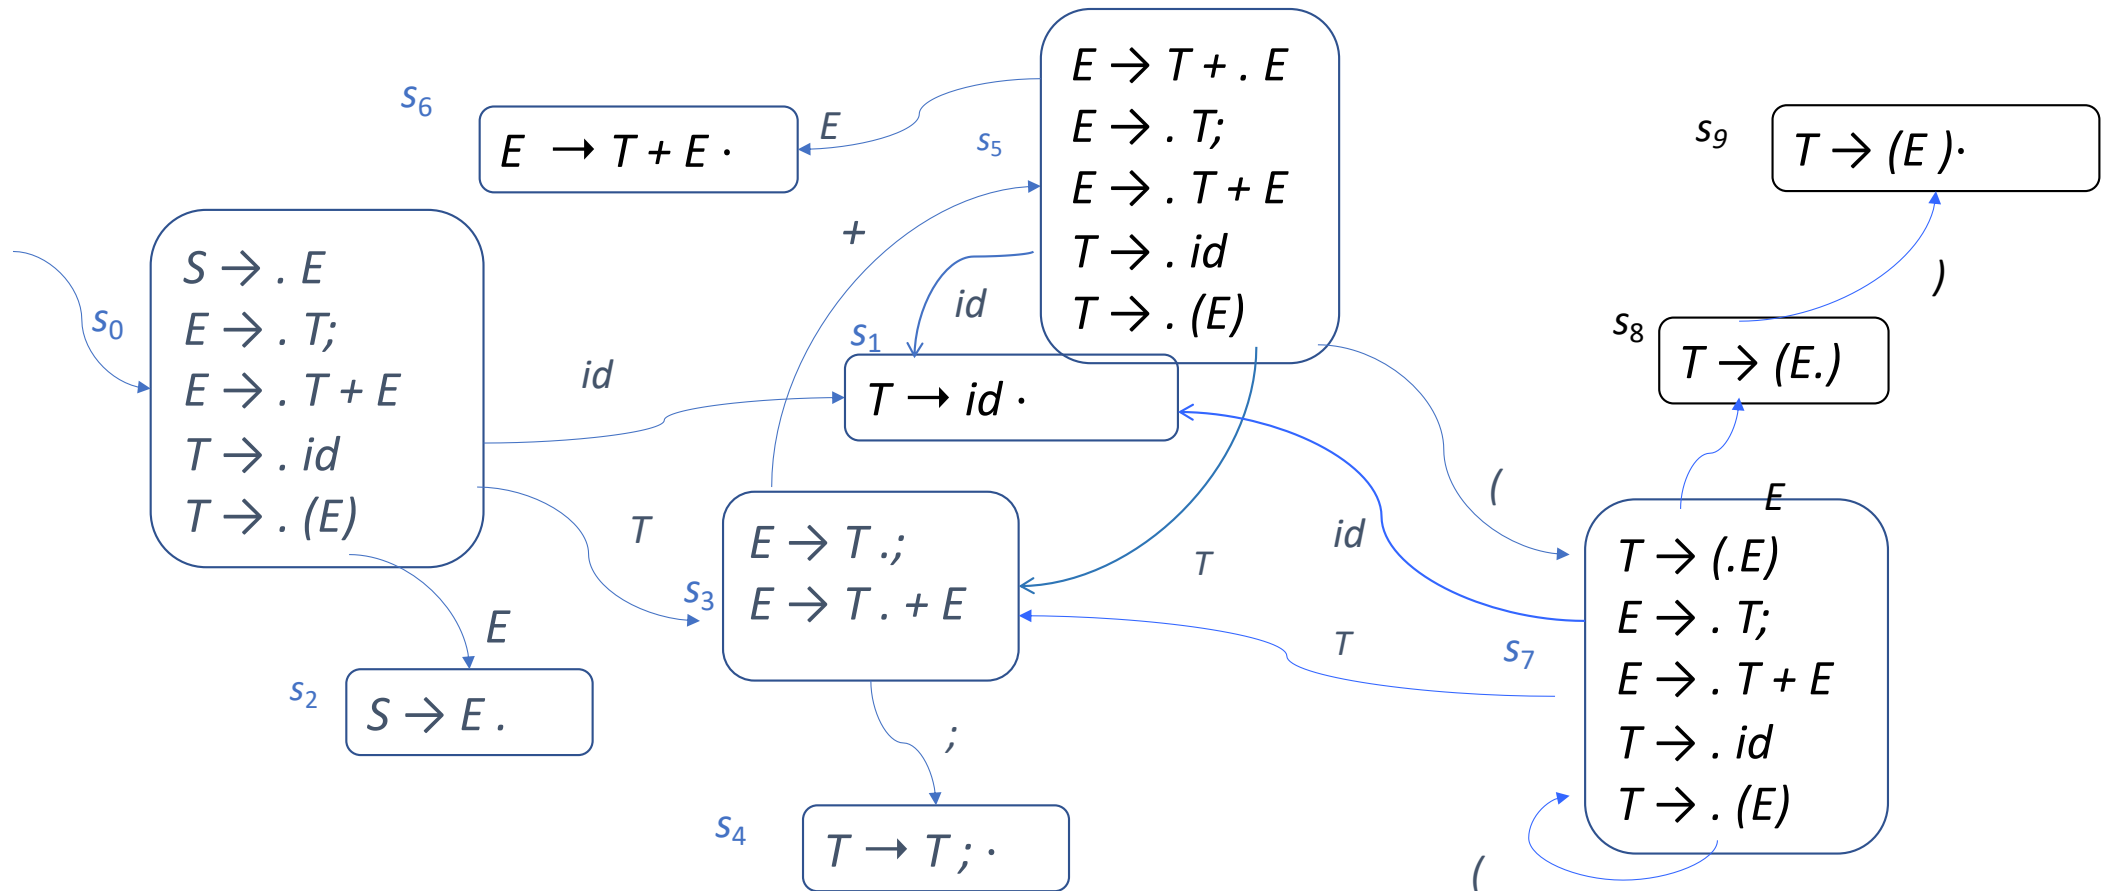 s0
S → . E
E → . T;
E → . T + E
T → . id
T → . (E)
id
T
E
s2
S → E .
s6
E → T + E ·
E
s5
E → T + . E
E → . T;
E → . T + E
T → . id
T → . (E)
+
id
s1
T → id ·
s3
E → T .;
E → T . + E
;
s4
T → T ; ·
T
(
id
T
s7
E
T → (.E)
E → . T;
E → . T + E
T → . id
T → . (E)
(
s8
T → (E.)
)
s9
T → (E )·